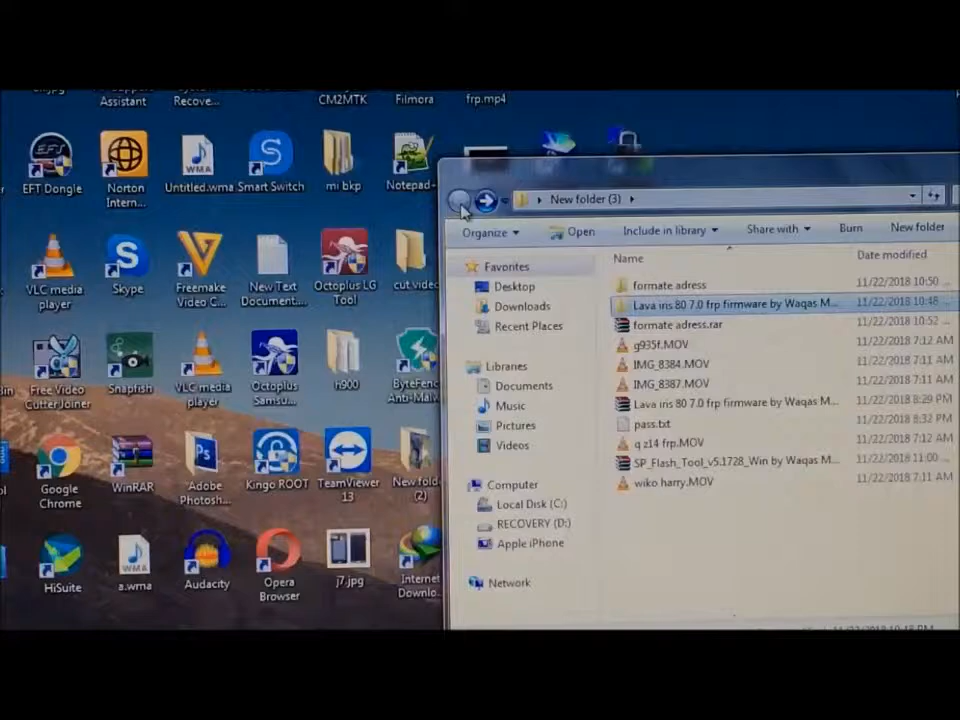 Assistant
Recove...
CM2MTK
Filmora
frp.mp4
EFT Dongle
Norton
Intern...
Untitled.wma
Smart Switch
mi bkp
Notepad
VLC media
player
Skype
Freemake
Video C...
New Text
Document...
Octoplus LG
Tool
cut video
Free Video
Cutter Joiner
Snapfish
VLC media
player
Octoplus
Samsu...
h900
ByteFenc
Anti-Malw
Google
Chrome
WinRAR
Adobe
Photosh...
Kingo ROOT
TeamViewer
13
New fold
(2)
HiSuite
WMA
a.wma
Audacity
Opera
Browser
j7.jpg
Internet
Downlo...
New folder (3)
Organize
Open
Include in library
Share with
Burn
New folder
Favorites
Desktop
Downloads
Recent Places
Libraries
Documents
Music
Pictures
Videos
Computer
Local Disk (C:)
RECOVERY (D:)
Apple iPhone
Network
Name
Date modified
formate adress 11/22/2018 10:50
Lava iris 80 7.0 frp firmware by Waqas M... 11/22/2018 10:48
formate adress.rar 11/22/2018 10:52
g935f.MOV 11/22/2018 7:12 AM
IMG_8384.MOV 11/22/2018 7:11 AM
IMG_8387.MOV 11/22/2018 7:11 AM
Lava iris 80 7.0 frp firmware by Waqas M... 11/22/2018 8:29 PM
pass.txt 11/22/2018 8:32 PM
q z14 frp.MOV 11/22/2018 7:12 AM
SP_Flash_Tool_v5.1728_Win by Waqas M... 11/22/2018 11:00
wiko harry.MOV 11/22/2018 7:11 AM